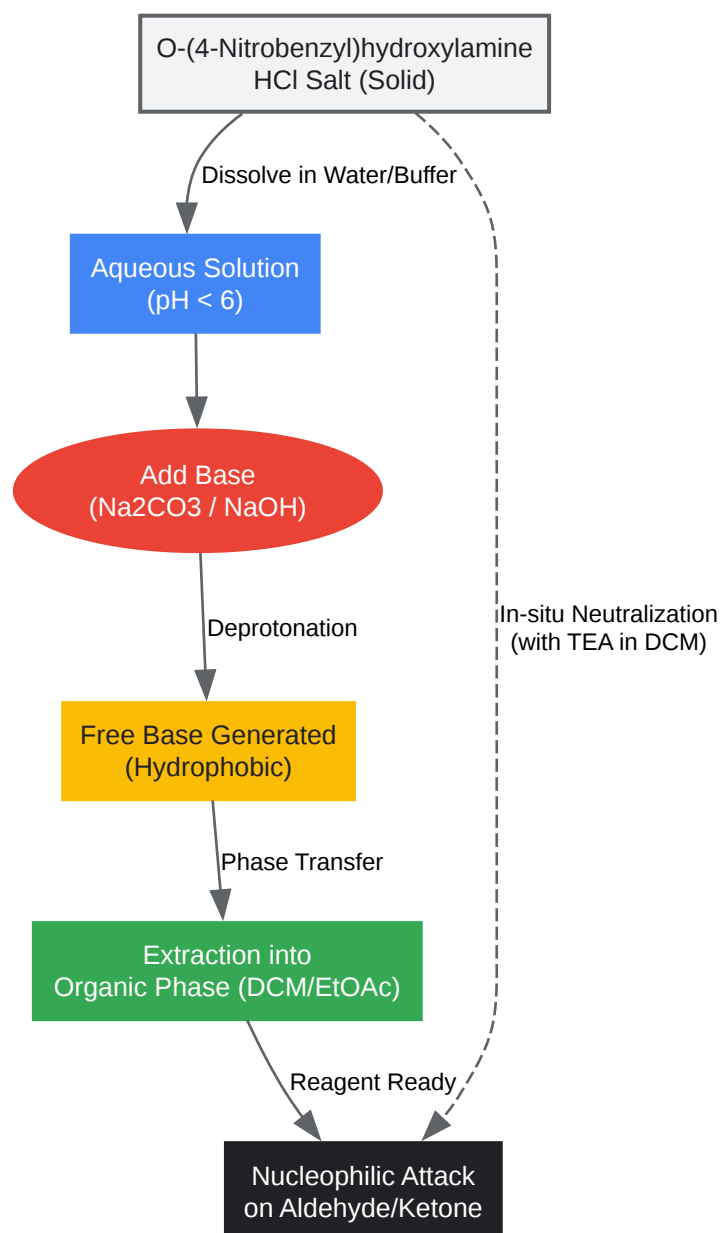 O-(4-Nitrobenzyl)hydroxylamine
HCl Salt (Solid)
Dissolve in Water/Buffer
Aqueous Solution
(pH < 6)
Add Base
(Na2CO3 / NaOH)
In-situ Neutralization
(with TEA in DCM)
Deprotonation
Free Base Generated
(Hydrophobic)
Phase Transfer
Extraction into
Organic Phase (DCM/EtOAc)
Reagent Ready
Nucleophilic Attack
on Aldehyde/Ketone